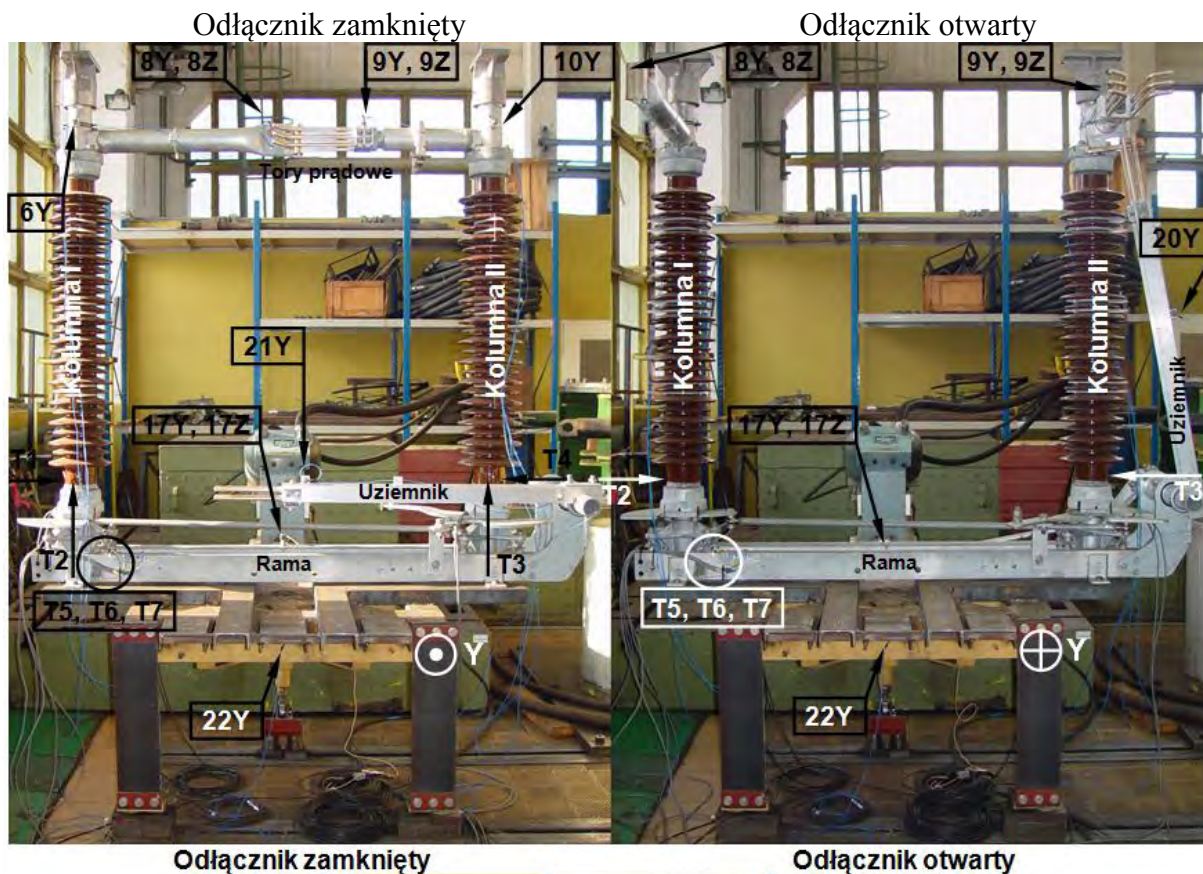 Odłącznik zamknięty
Odłącznik otwarty
8Y, 8Z
9Y, 9Z
10Y
Tory prądowe
6Y
Kolumna I
Kolumna II
21Y
17Y, 17Z
T1
T4
Uziemnik
T2
T3
Rama
T5, T6, T7
Y
22Y
8Y, 8Z
9Y, 9Z
20Y
Kolumna I
Kolumna II
Uziemnik
17Y, 17Z
T2
T3
Rama
T5, T6, T7
Y
22Y
Odłącznik zamknięty
Odłącznik otwarty